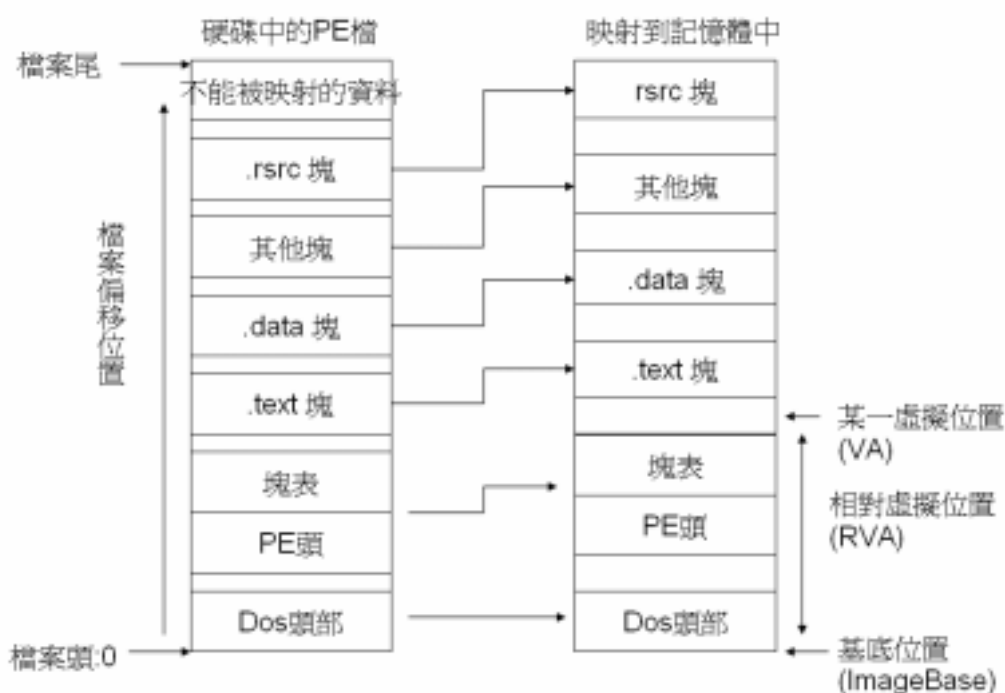 硬碟中的PE檔
映射到記憶體中
檔案尾
不能被映射的資料
.rsrc 塊
其他塊
.data 塊
.text 塊
塊表
PE頭
Dos頭部
檔案偏移位置
檔案頭:0
rsrc 塊
其他塊
.data 塊
.text 塊
塊表
PE頭
Dos頭部
某一虛擬位置
(VA)
相對虛擬位置
(RVA)
基底位置
(ImageBase)